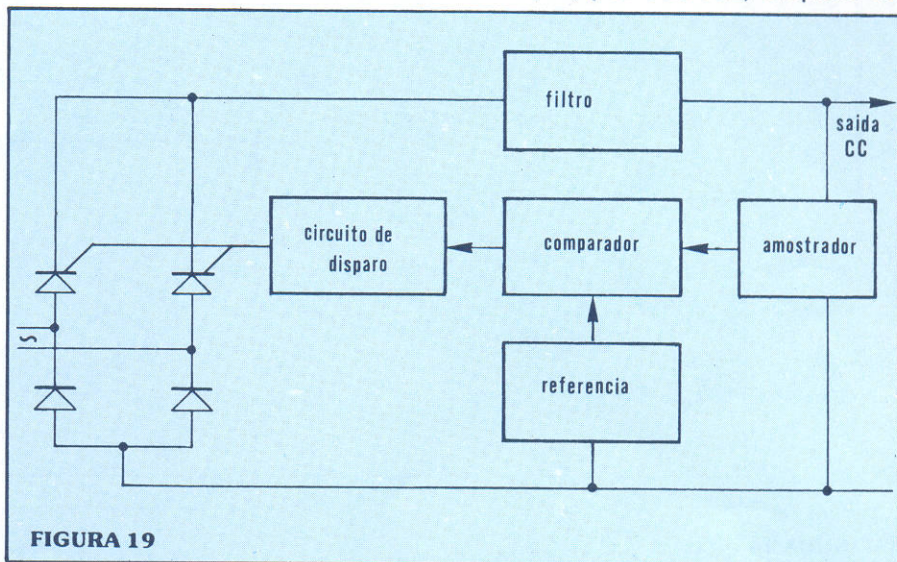 filtro
saida
CC
circuito de
disparo
comparador
amostrador
referencia
S
FIGURA 19